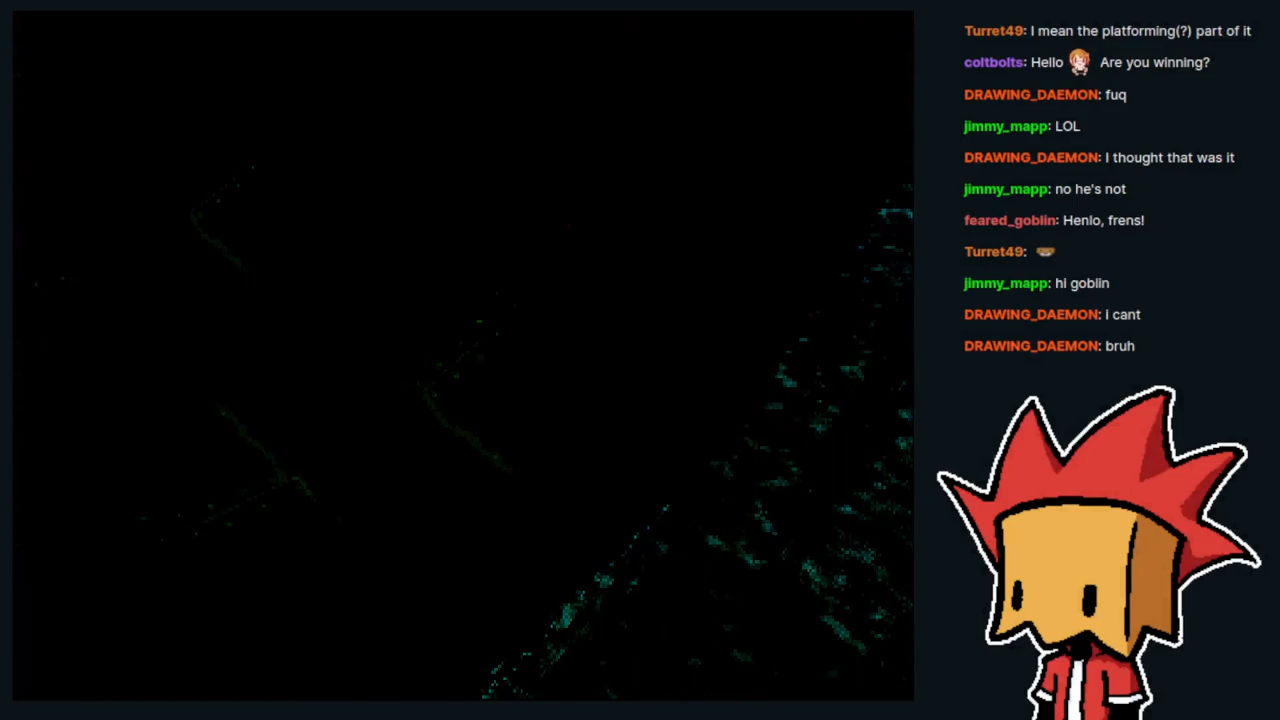 Turret49: I mean the platforming(?) part of it
coltbolts: Hello Are you winning?
DRAWING_DAEMON: fuq
jimmy_mapp: LOL
DRAWING_DAEMON: I thought that was it
jimmy_mapp: no he's not
feared_goblin: Henlo, frens!
Turret49:
jimmy_mapp: hi goblin
DRAWING_DAEMON: i cant
DRAWING_DAEMON: bruh